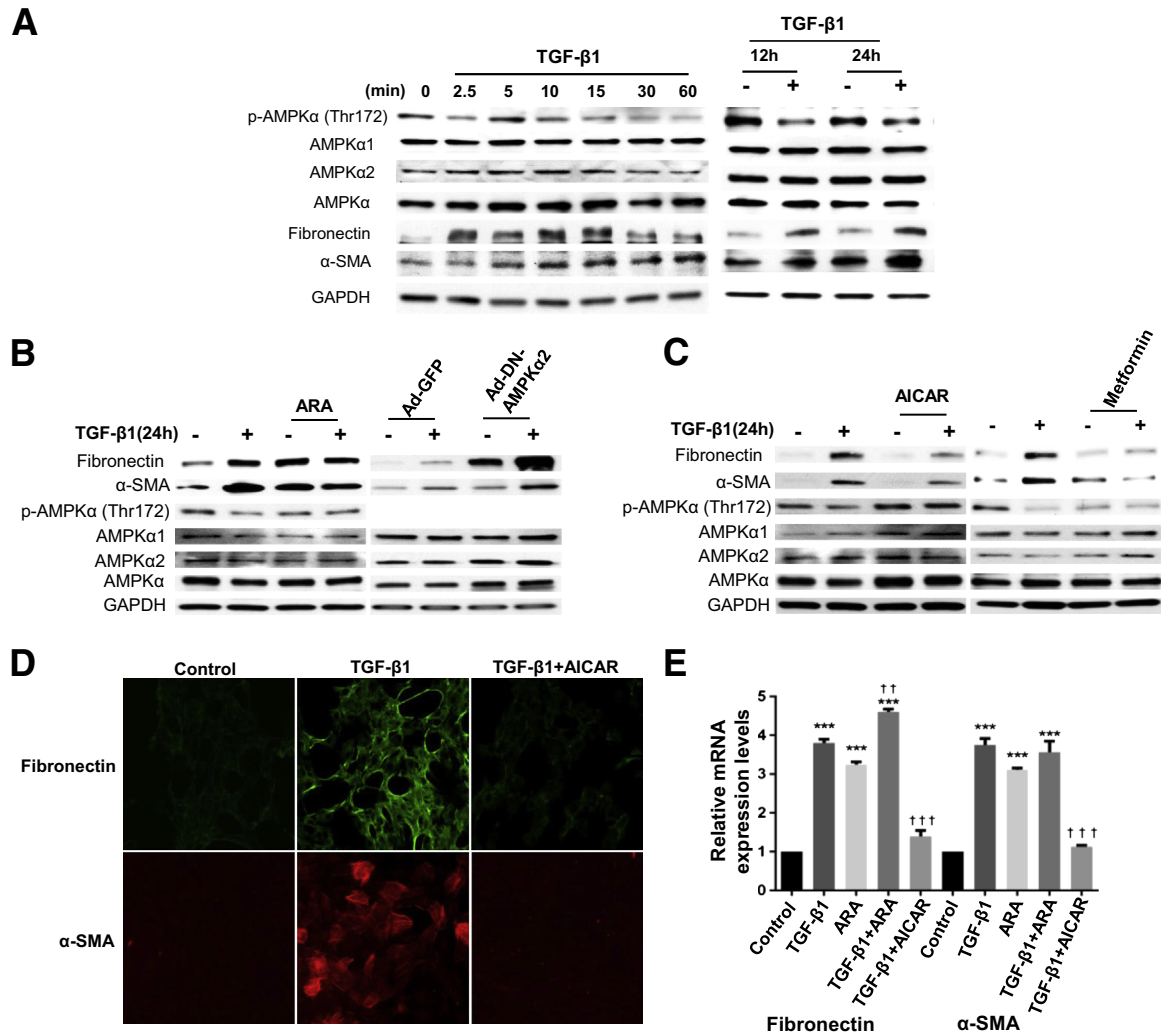 A
TGF-β1
TGF-β1
12h 24h
(min) 0 2.5 5 10 15 30 60
- + - +
p-AMPKα (Thr172)
AMPKα1
AMPKα2
AMPKα
Fibronectin
α-SMA
GAPDH
B
ARA
Ad-GFP
Ad-DN-
AMPKα2
TGF-β1(24h) - + - + - + - +
Fibronectin
α-SMA
p-AMPKα (Thr172)
AMPKα1
AMPKα2
AMPKα
GAPDH
C
AICAR
Metformin
TGF-β1(24h) - + - + - + - +
Fibronectin
α-SMA
p-AMPKα (Thr172)
AMPKα1
AMPKα2
AMPKα
GAPDH
D
Control TGF-β1 TGF-β1+AICAR
Fibronectin
α-SMA
E
Relative mRNA
expression levels
5
4
3
2
1
0
***
***
††
***
†††
***
***
***
†††
Control
TGF-β1
ARA
TGF-β1+ARA
TGF-β1+AICAR
Control
TGF-β1
ARA
TGF-β1+ARA
TGF-β1+AICAR
Fibronectin α-SMA